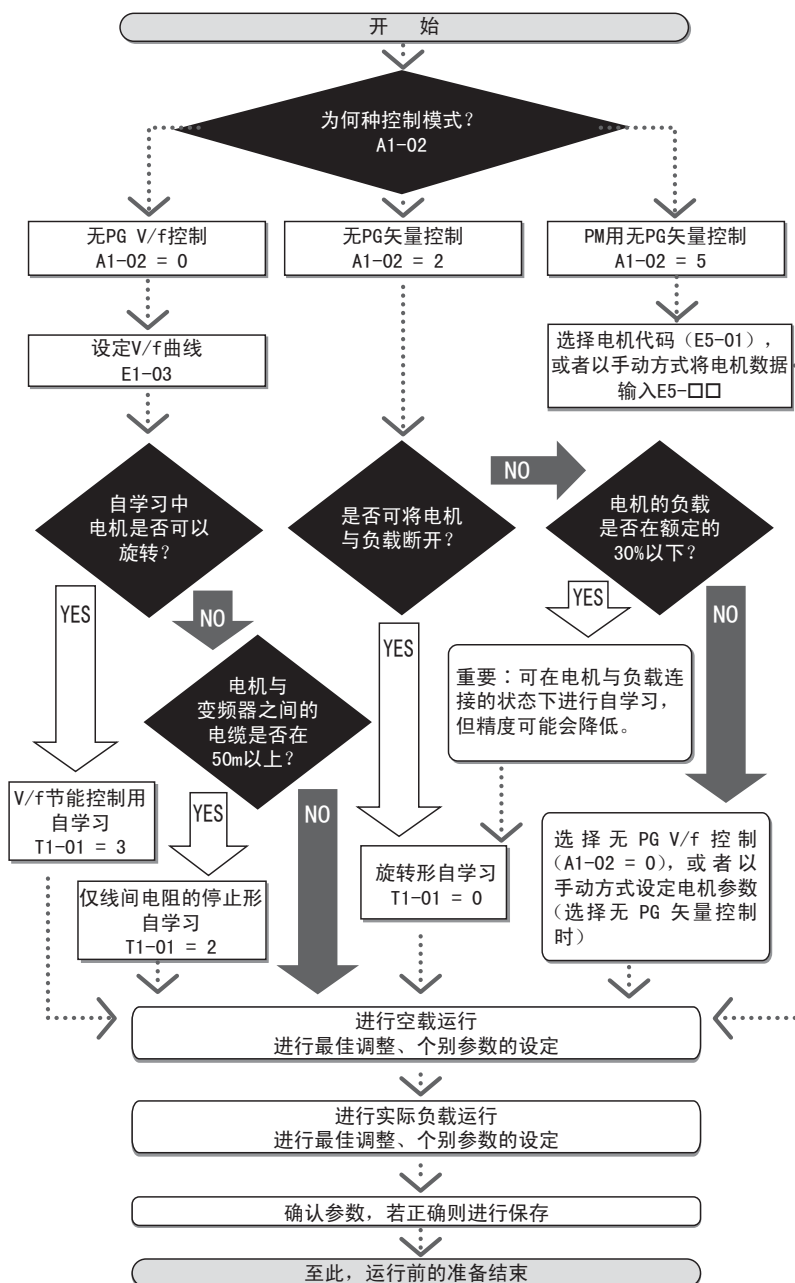 开 始
为何种控制模式?
A1-02
无PG V/f控制
A1-02 = 0
无PG矢量控制
A1-02 = 2
PM用无PG矢量控制
A1-02 = 5
设定V/f曲线
E1-03
选择电机代码（E5-01），
或者以手动方式将电机数据
输入E5-□□
自学习中
电机是否可以
旋转?
是否可将电机
与负载断开?
NO
电机的负载
是否在额定的
30%以下?
YES
NO
YES
YES
NO
电机与
变频器之间的
电缆是否在
50m以上?
重要：可在电机与负载连
接的状态下进行自学习，
但精度可能会降低。
V/f节能控制用
自学习
T1-01 = 3
YES
NO
仅线间电阻的停止形
自学习
T1-01 = 2
旋转形自学习
T1-01 = 0
选择无 PG V/f 控制
（A1-02 = 0），或者以
手动方式设定电机参数
（选择无 PG 矢量控制
时）
进行空载运行
进行最佳调整、个别参数的设定
进行实际负载运行
进行最佳调整、个别参数的设定
确认参数，若正确则进行保存
至此，运行前的准备结束